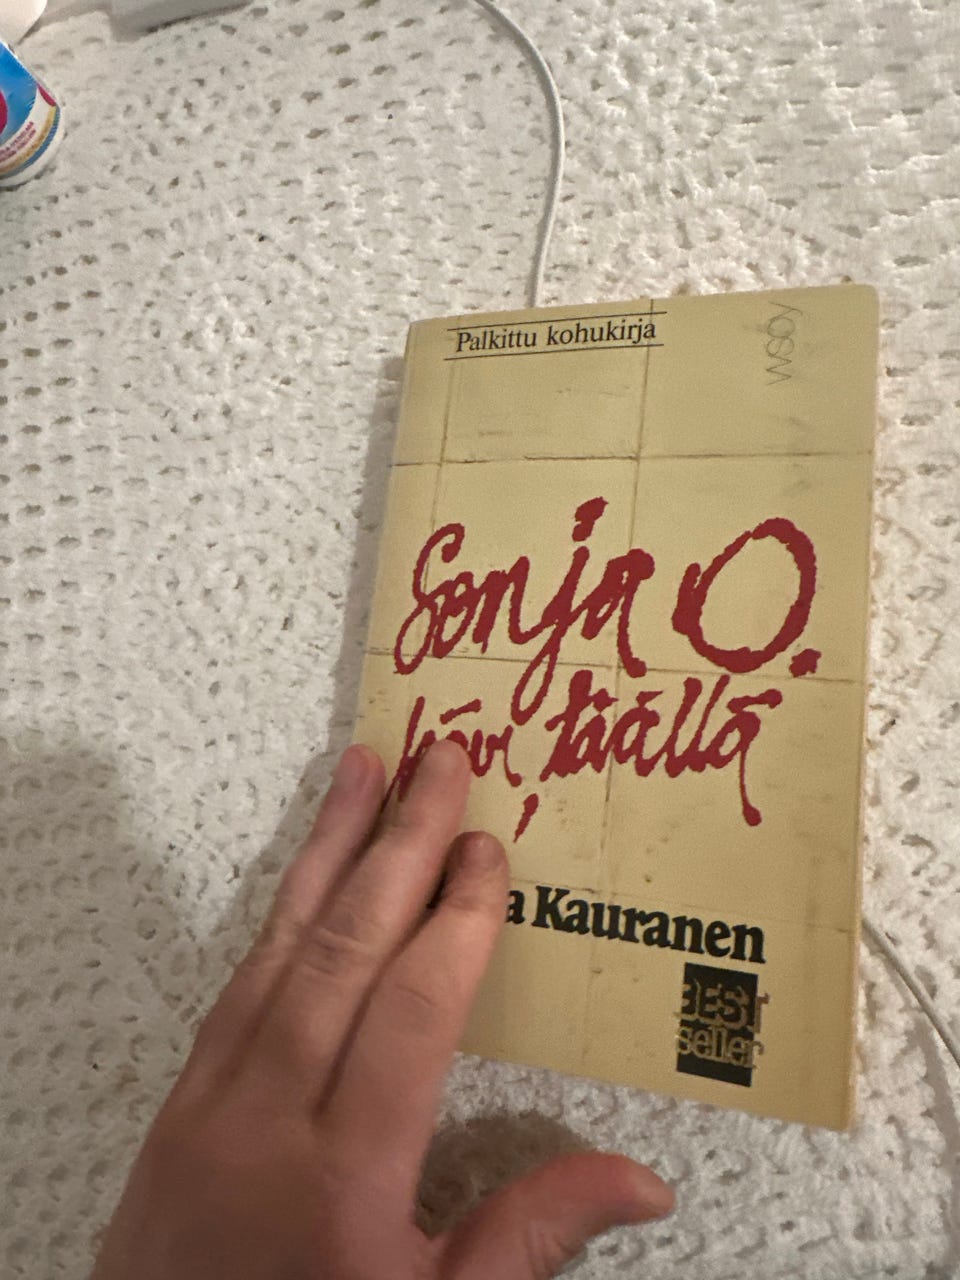 Palkittu kohukirja
wsoy
Sonja O.
kävi täällä
a Kauranen
BEST
seller